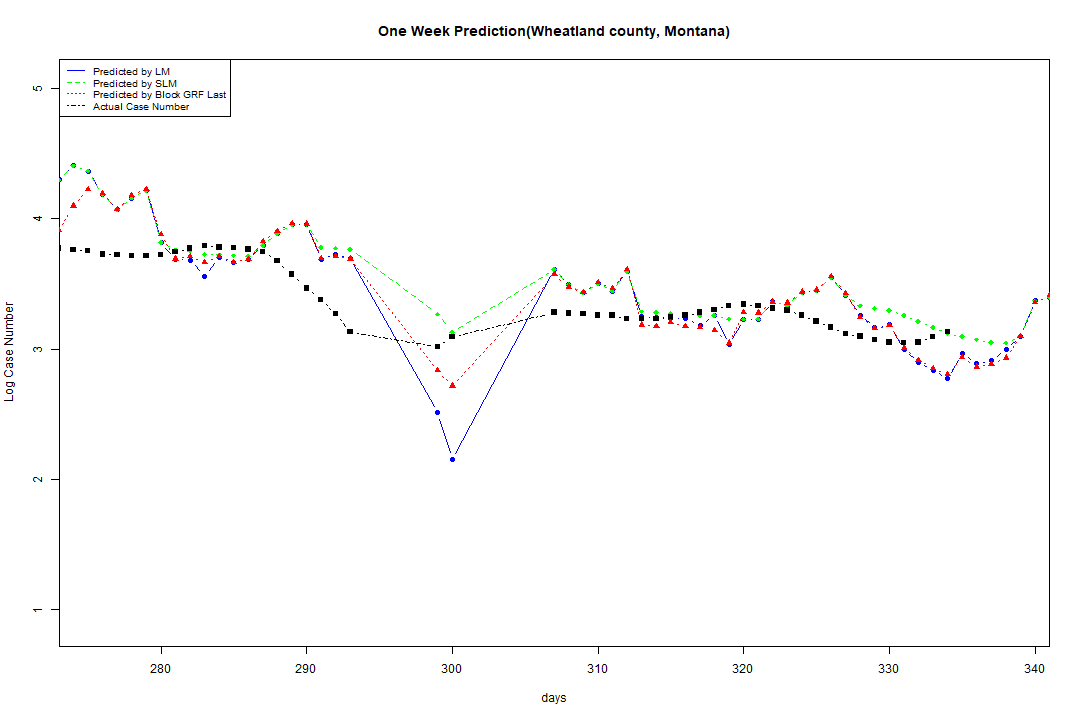 One Week Prediction(Wheatland county, Montana)
Predicted by LM
Predicted by SLM
Predicted by Block GRF Last
Actual Case Number
5
4
3
2
1
Log Case Number
280 290 300 310 320 330 340
days